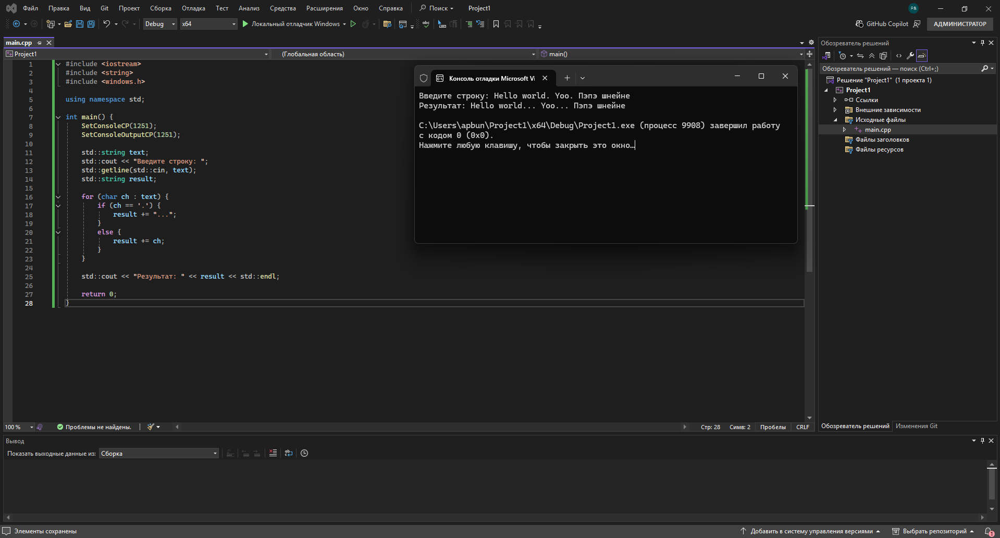 Файл Правка Вид Git Проект Сборка Отладка Тест Анализ Средства Расширения Окно Справка Поиск Project1
Debug x64 Локальный отладчик Windows GitHub Copilot АДМИНИСТРАТОР
main.cpp
Project1 (Глобальная область) main()
1 #include <iostream>
2 #include <string>
3 #include <windows.h>
4
5 using namespace std;
6
7 int main() {
8 SetConsoleCP(1251);
9 SetConsoleOutputCP(1251);
10
11 std::string text;
12 std::cout << "Введите строку: ";
13 std::getline(std::cin, text);
14 std::string result;
15
16 for (char ch : text) {
17 if (ch == '.') {
18 result += "...";
19 }
20 else {
21 result += ch;
22 }
23 }
24
25 std::cout << "Результат: " << result << std::endl;
26
27 return 0;
28 }
Консоль отладки Microsoft Vi
Введите строку: Hello world. Yoo. Пэпэ шнейне
Результат: Hello world... Yoo... Пэпэ шнейне
C:\Users\apbun\Project1\x64\Debug\Project1.exe (процесс 9908) завершил работу
с кодом 0 (0x0).
Нажмите любую клавишу, чтобы закрыть это окно…
Обозреватель решений
Обозреватель решений — поиск (Ctrl+;)
Решение "Project1" (1 проекта 1)
Project1
Ссылки
Внешние зависимости
Исходные файлы
main.cpp
Файлы заголовков
Файлы ресурсов
Обозреватель решений Изменения Git
100 % Проблемы не найдены. Стр: 28 Симв: 2 Пробелы CRLF
Вывод
Показать выходные данные из: Сборка
Элементы сохранены Добавить в систему управления версиями Выбрать репозиторий 1